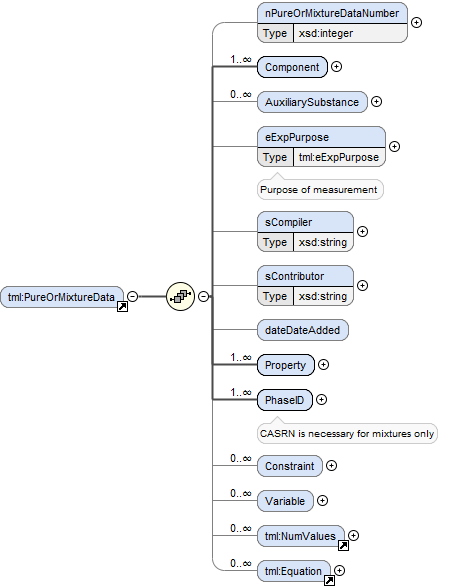 nPureOrMixtureDataNumber
Type xsd:integer
1..∞
Component
0..∞
AuxiliarySubstance
eExpPurpose
Type tml:eExpPurpose
Purpose of measurement
sCompiler
Type xsd:string
tml:PureOrMixtureData
sContributor
Type xsd:string
dateDateAdded
1..∞
Property
1..∞
PhaseID
CASRN is necessary for mixtures only
0..∞
Constraint
0..∞
Variable
0..∞
tml:NumValues
0..∞
tml:Equation